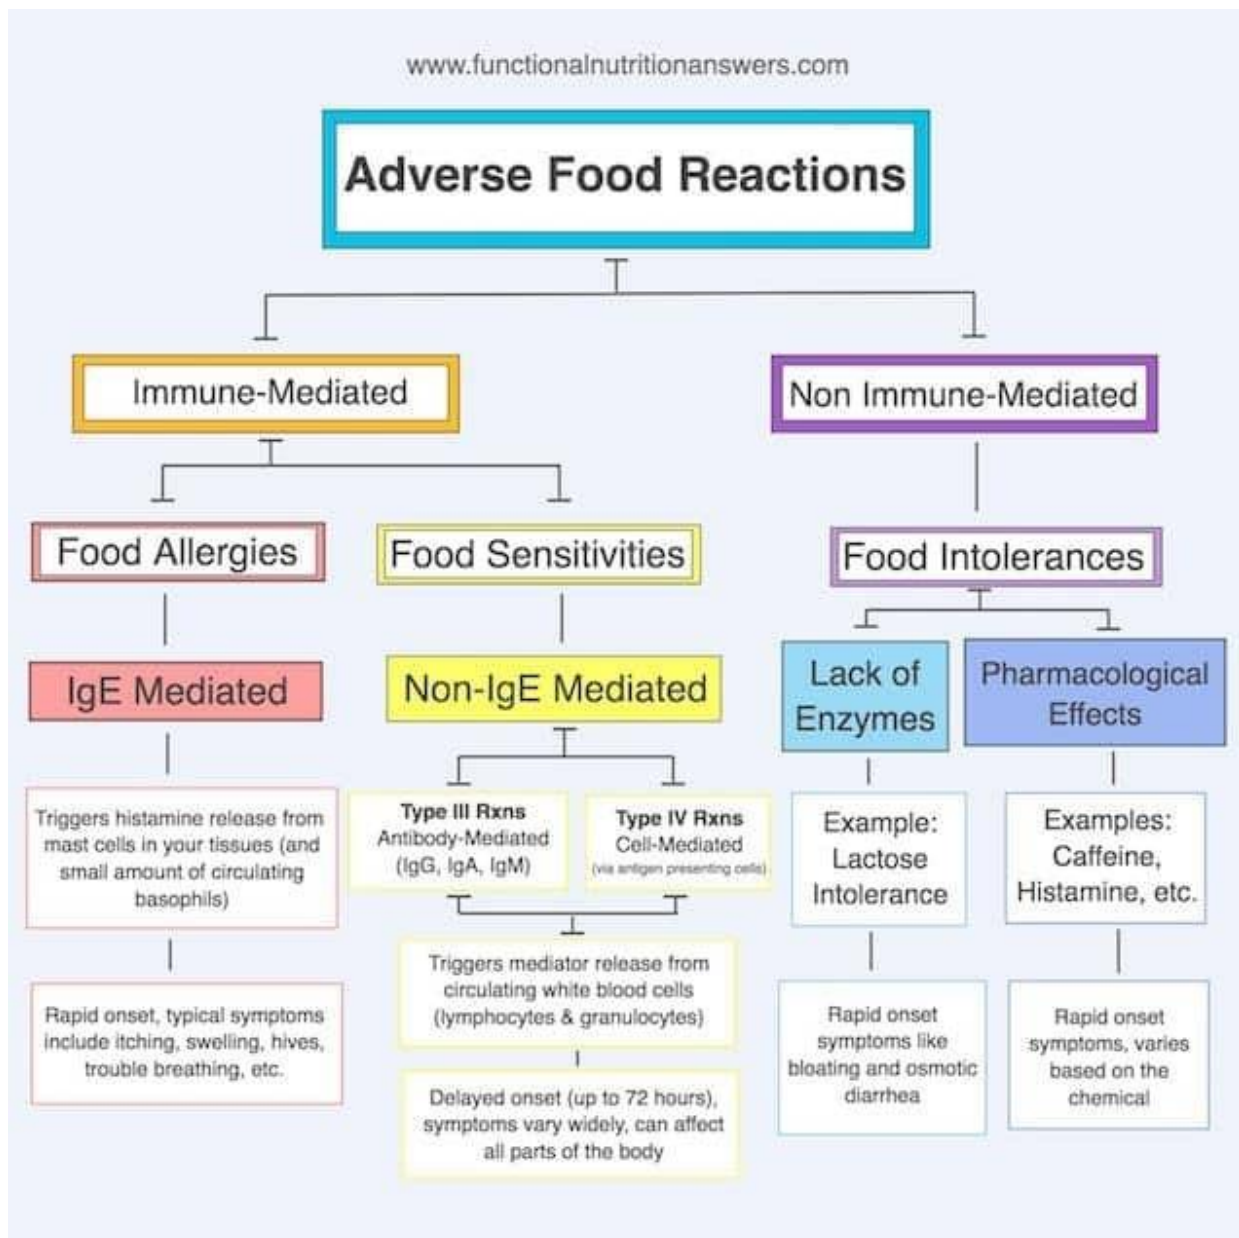 www.functionalnutritionanswers.com
Adverse Food Reactions
Immune-Mediated
Non Immune-Mediated
Food Allergies
Food Sensitivities
Food Intolerances
IgE Mediated
Non-IgE Mediated
Lack of
Enzymes
Pharmacological
Effects
Triggers histamine release from
mast cells in your tissues (and
small amount of circulating
basophils)
Type III Rxns
Antibody-Mediated
(IgG, IgA, IgM)
Type IV Rxns
Cell-Mediated
(via antigen presenting cells)
Example:
Lactose
Intolerance
Examples:
Caffeine,
Histamine, etc.
Triggers mediator release from
circulating white blood cells
(lymphocytes & granulocytes)
Rapid onset, typical symptoms
include itching, swelling, hives,
trouble breathing, etc.
Delayed onset (up to 72 hours),
symptoms vary widely, can affect
all parts of the body
Rapid onset
symptoms like
bloating and osmotic
diarrhea
Rapid onset
symptoms, varies
based on the
chemical